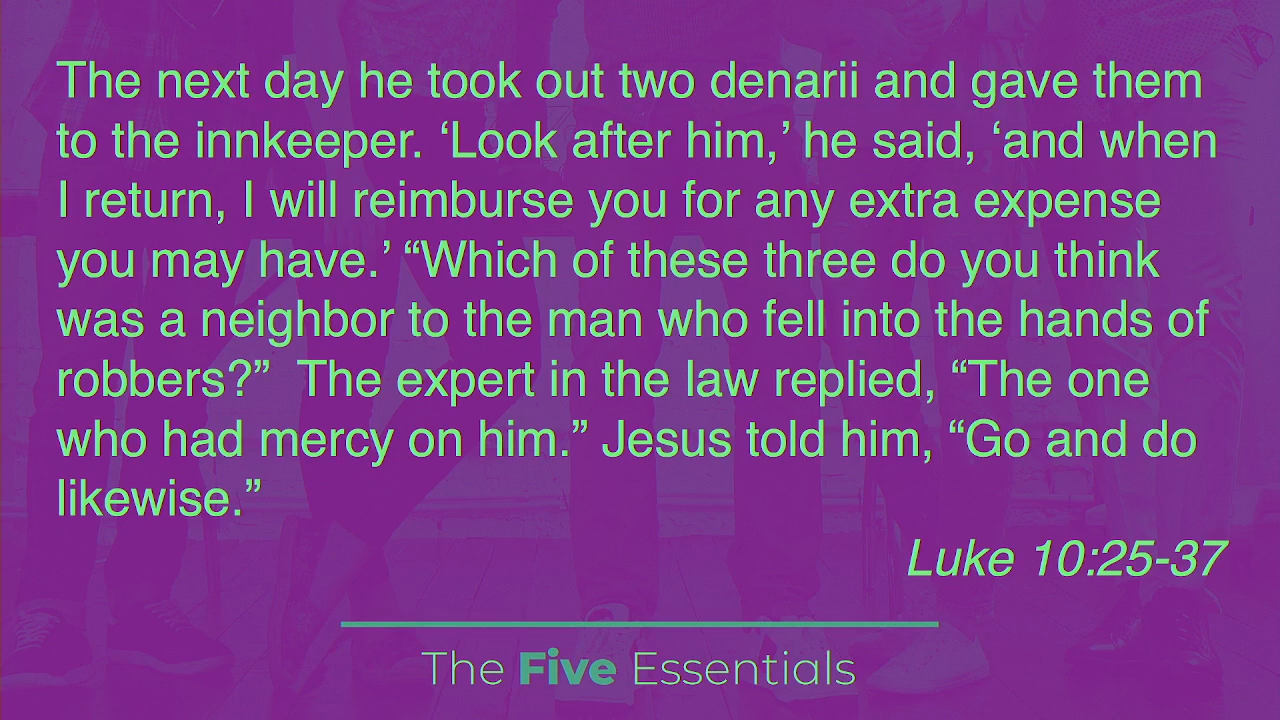 The next day he took out two denarii and gave them
to the innkeeper. ‘Look after him,’ he said, ‘and when
I return, I will reimburse you for any extra expense
you may have.’ “Which of these three do you think
was a neighbor to the man who fell into the hands of
robbers?”  The expert in the law replied, “The one
who had mercy on him.” Jesus told him, “Go and do
likewise.”
Luke 10:25-37
The Five Essentials